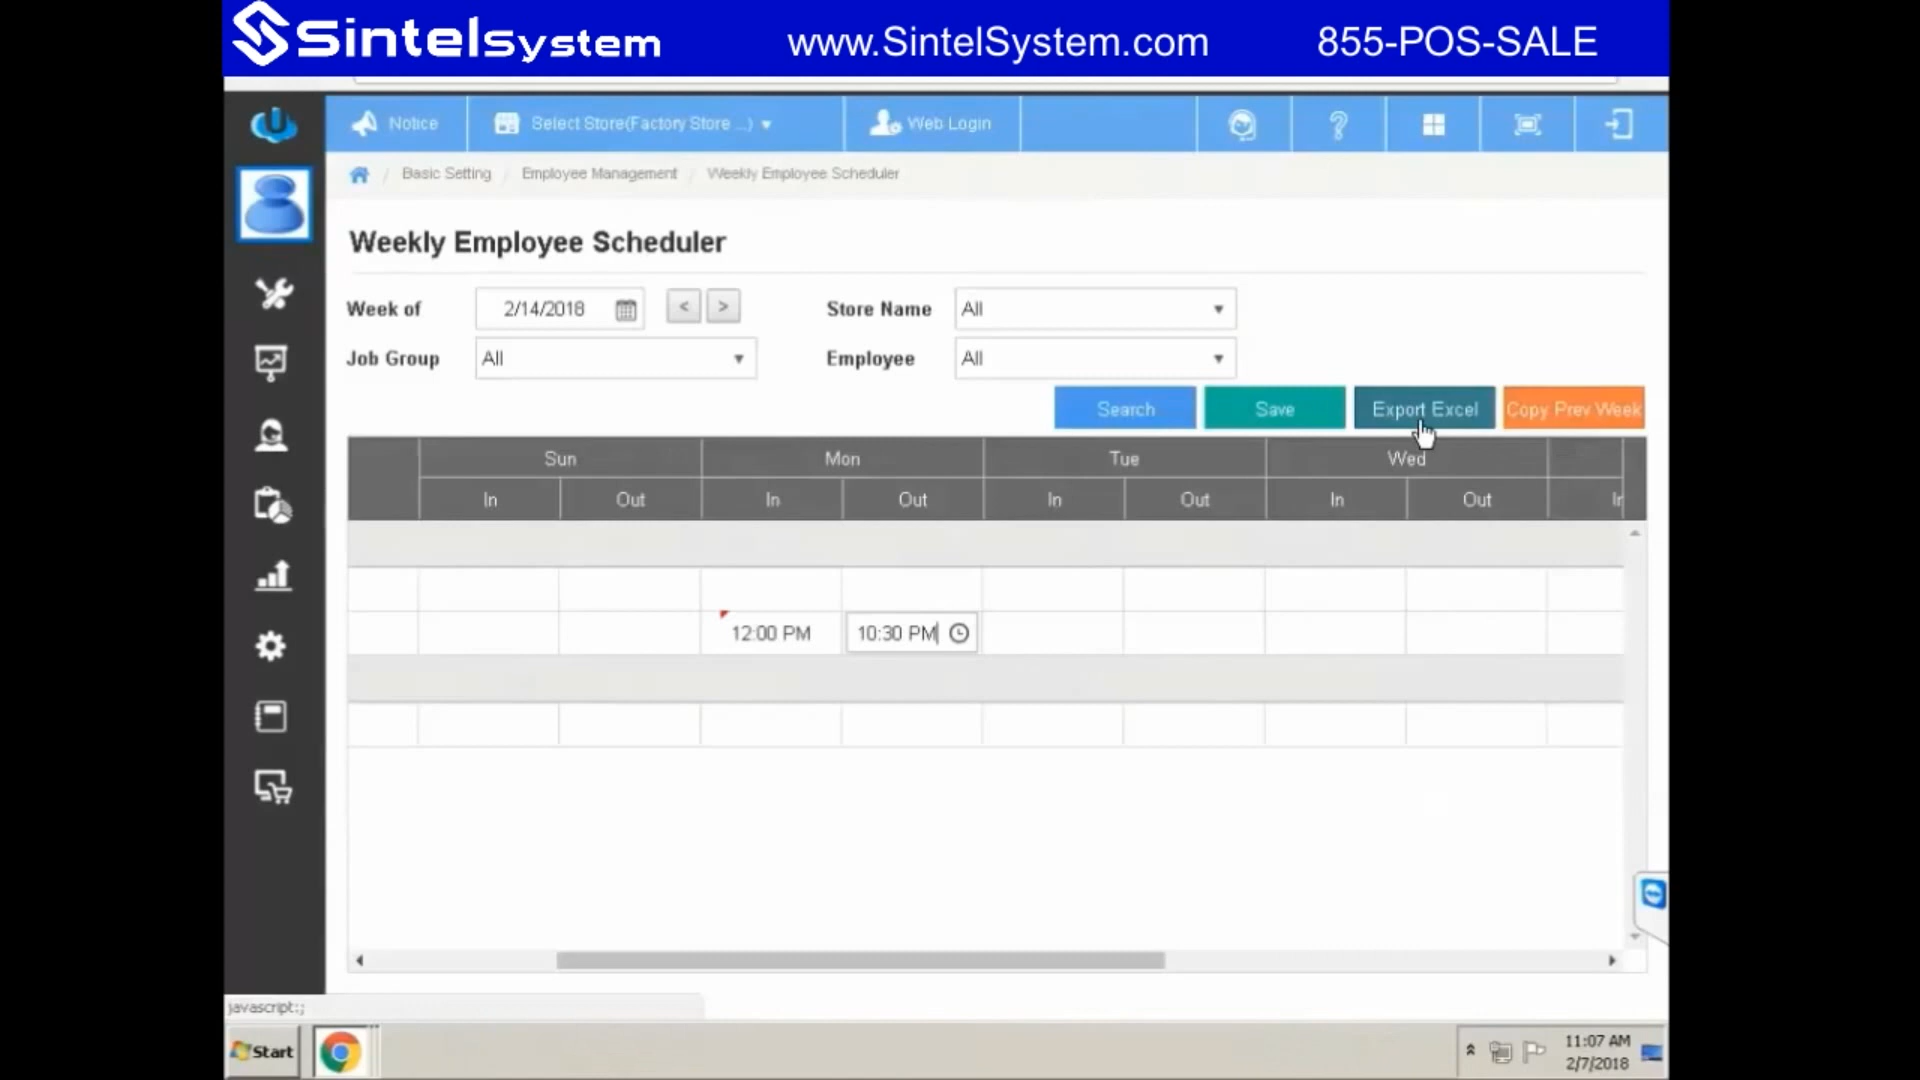 Sintelsystem www.SintelSystem.com 855-POS-SALE
Notice Select Store(Factory Store ...) Web Login
/ Basic Setting / Employee Management / Weekly Employee Scheduler
Weekly Employee Scheduler
Week of 2/14/2018 < > Store Name All
Job Group All Employee All
Search Save Export Excel Copy Prev Week
Sun Mon Tue Wed
In Out In Out In Out In Out
12:00 PM 10:30 PM
javascript:;
Start 11:07 AM
2/7/2018